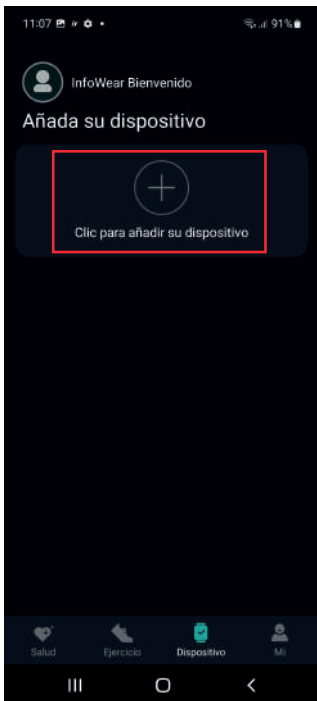 11:07
91%
InfoWear Bienvenido
Añada su dispositivo
Clic para añadir su dispositivo
Salud Ejercicio Dispositivo Mi